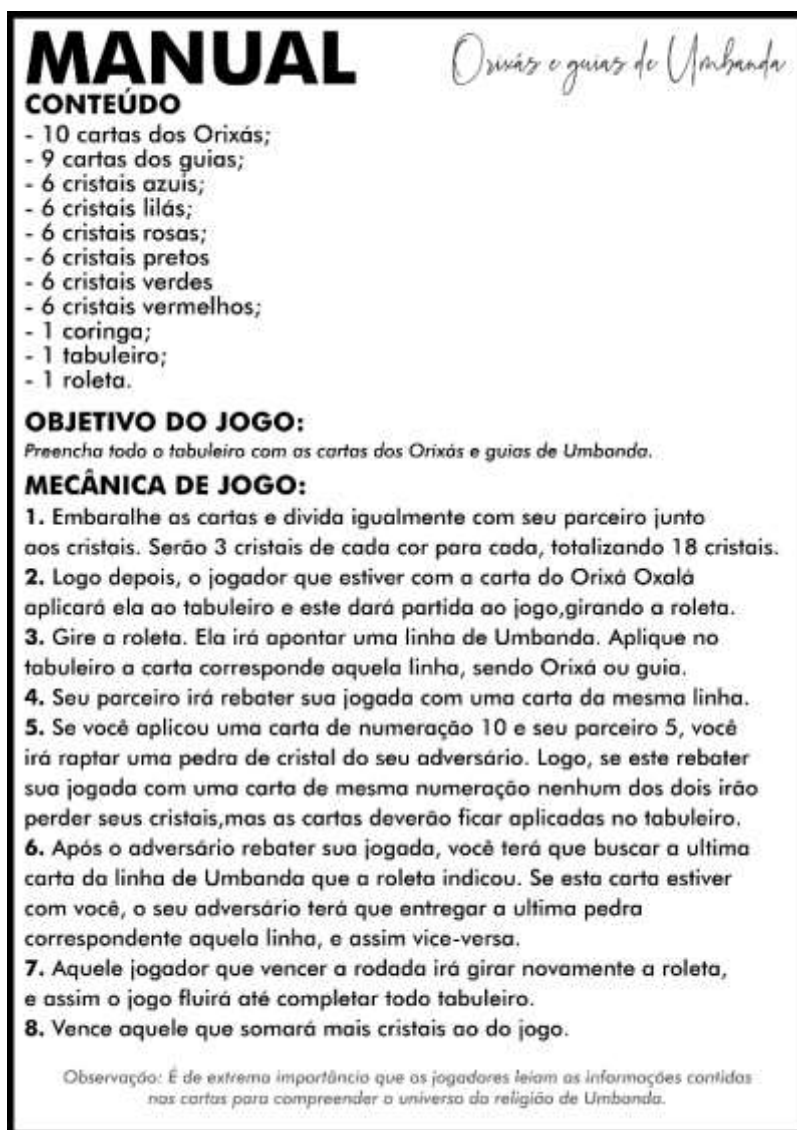 MANUAL
Orixás e guias de Umbanda
CONTEÚDO
- 10 cartas dos Orixás;
- 9 cartas dos guias;
- 6 cristais azuis;
- 6 cristais lilás;
- 6 cristais rosas;
- 6 cristais pretos
- 6 cristais verdes
- 6 cristais vermelhos;
- 1 coringa;
- 1 tabuleiro;
- 1 roleta.
OBJETIVO DO JOGO:
Preencha todo o tabuleiro com as cartas dos Orixás e guias de Umbanda.
MECÂNICA DE JOGO:
1. Embaralhe as cartas e divida igualmente com seu parceiro junto
aos cristais. Serão 3 cristais de cada cor para cada, totalizando 18 cristais.
2. Logo depois, o jogador que estiver com a carta do Orixá Oxalá
aplicará ela ao tabuleiro e este dará partida ao jogo,girando a roleta.
3. Gire a roleta. Ela irá apontar uma linha de Umbanda. Aplique no
tabuleiro a carta corresponde aquela linha, sendo Orixá ou guia.
4. Seu parceiro irá rebater sua jogada com uma carta da mesma linha.
5. Se você aplicou uma carta de numeração 10 e seu parceiro 5, você
irá raptar uma pedra de cristal do seu adversário. Logo, se este rebater
sua jogada com uma carta de mesma numeração nenhum dos dois irão
perder seus cristais,mas as cartas deverão ficar aplicadas no tabuleiro.
6. Após o adversário rebater sua jogada, você terá que buscar a ultima
carta da linha de Umbanda que a roleta indicou. Se esta carta estiver
com você, o seu adversário terá que entregar a ultima pedra
correspondente aquela linha, e assim vice-versa.
7. Aquele jogador que vencer a rodada irá girar novamente a roleta,
e assim o jogo fluirá até completar todo tabuleiro.
8. Vence aquele que somará mais cristais ao do jogo.
Observação: É de extrema importância que os jogadores leiam as informações contidas
nas cartas para compreender o universo da religião de Umbanda.